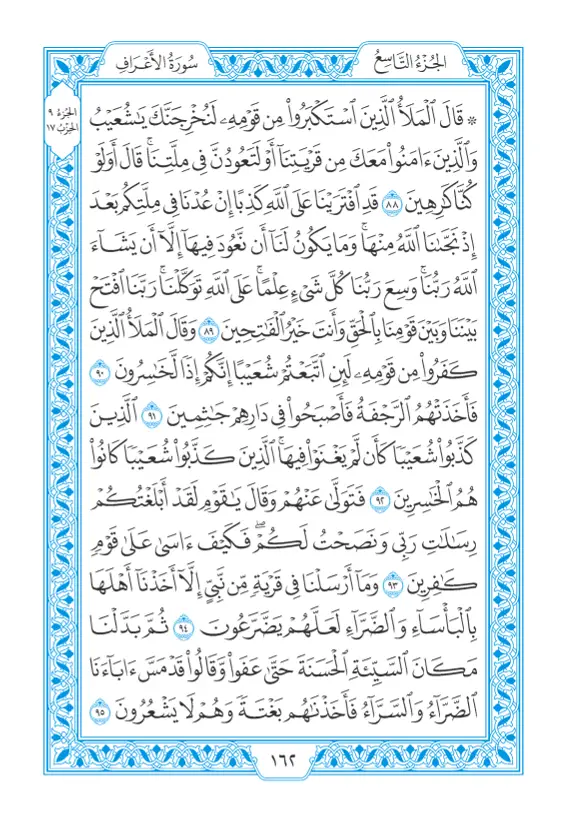 الجُزْءُ التَّاسِعُ
سُورَةُ الأَعْرَافِ
الجُزْءُ ٩
الحِزْبُ ١٧
* قَالَ ٱلْمَلَأُ ٱلَّذِينَ ٱسْتَكْبَرُوا۟ مِن قَوْمِهِۦ لَنُخْرِجَنَّكَ يَٰشُعَيْبُ
وَٱلَّذِينَ ءَامَنُوا۟ مَعَكَ مِن قَرْيَتِنَآ أَوْ لَتَعُودُنَّ فِى مِلَّتِنَا ۚ قَالَ أَوَلَوْ
كُنَّا كَٰرِهِينَ ٨٨ قَدِ ٱفْتَرَيْنَا عَلَى ٱللَّهِ كَذِبًا إِنْ عُدْنَا فِى مِلَّتِكُم بَعْدَ
إِذْ نَجَّىٰنَا ٱللَّهُ مِنْهَا ۚ وَمَا يَكُونُ لَنَآ أَن نَّعُودَ فِيهَآ إِلَّآ أَن يَشَآءَ
ٱللَّهُ رَبُّنَا ۚ وَسِعَ رَبُّنَا كُلَّ شَىْءٍ عِلْمًا ۚ عَلَى ٱللَّهِ تَوَكَّلْنَا ۚ رَبَّنَا ٱفْتَحْ
بَيْنَنَا وَبَيْنَ قَوْمِنَا بِٱلْحَقِّ وَأَنتَ خَيْرُ ٱلْفَٰتِحِينَ ٨٩ وَقَالَ ٱلْمَلَأُ ٱلَّذِينَ
كَفَرُوا۟ مِن قَوْمِهِۦ لَئِنِ ٱتَّبَعْتُمْ شُعَيْبًا إِنَّكُمْ إِذًا لَّخَٰسِرُونَ ٩٠
فَأَخَذَتْهُمُ ٱلرَّجْفَةُ فَأَصْبَحُوا۟ فِى دَارِهِمْ جَٰثِمِينَ ٩١ ٱلَّذِينَ
كَذَّبُوا۟ شُعَيْبًا كَأَن لَّمْ يَغْنَوْا۟ فِيهَا ۚ ٱلَّذِينَ كَذَّبُوا۟ شُعَيْبًا كَانُوا۟
هُمُ ٱلْخَٰسِرِينَ ٩٢ فَتَوَلَّىٰ عَنْهُمْ وَقَالَ يَٰقَوْمِ لَقَدْ أَبْلَغْتُكُمْ
رِسَٰلَٰتِ رَبِّى وَنَصَحْتُ لَكُمْ ۖ فَكَيْفَ ءَاسَىٰ عَلَىٰ قَوْمٍ
كَٰفِرِينَ ٩٣ وَمَآ أَرْسَلْنَا فِى قَرْيَةٍ مِّن نَّبِىٍّ إِلَّآ أَخَذْنَآ أَهْلَهَا
بِٱلْبَأْسَآءِ وَٱلضَّرَّآءِ لَعَلَّهُمْ يَضَّرَّعُونَ ٩٤ ثُمَّ بَدَّلْنَا
مَكَانَ ٱلسَّيِّئَةِ ٱلْحَسَنَةَ حَتَّىٰ عَفَوا۟ وَّقَالُوا۟ قَدْ مَسَّ ءَابَآءَنَا
ٱلضَّرَّآءُ وَٱلسَّرَّآءُ فَأَخَذْنَٰهُم بَغْتَةً وَهُمْ لَا يَشْعُرُونَ ٩٥
١٦٢